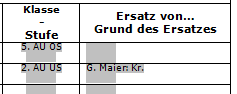 Klasse
-
Stufe
Ersatz von...
Grund des Ersatzes
5. AU OS
2. AU US
G. Maier: Kr.